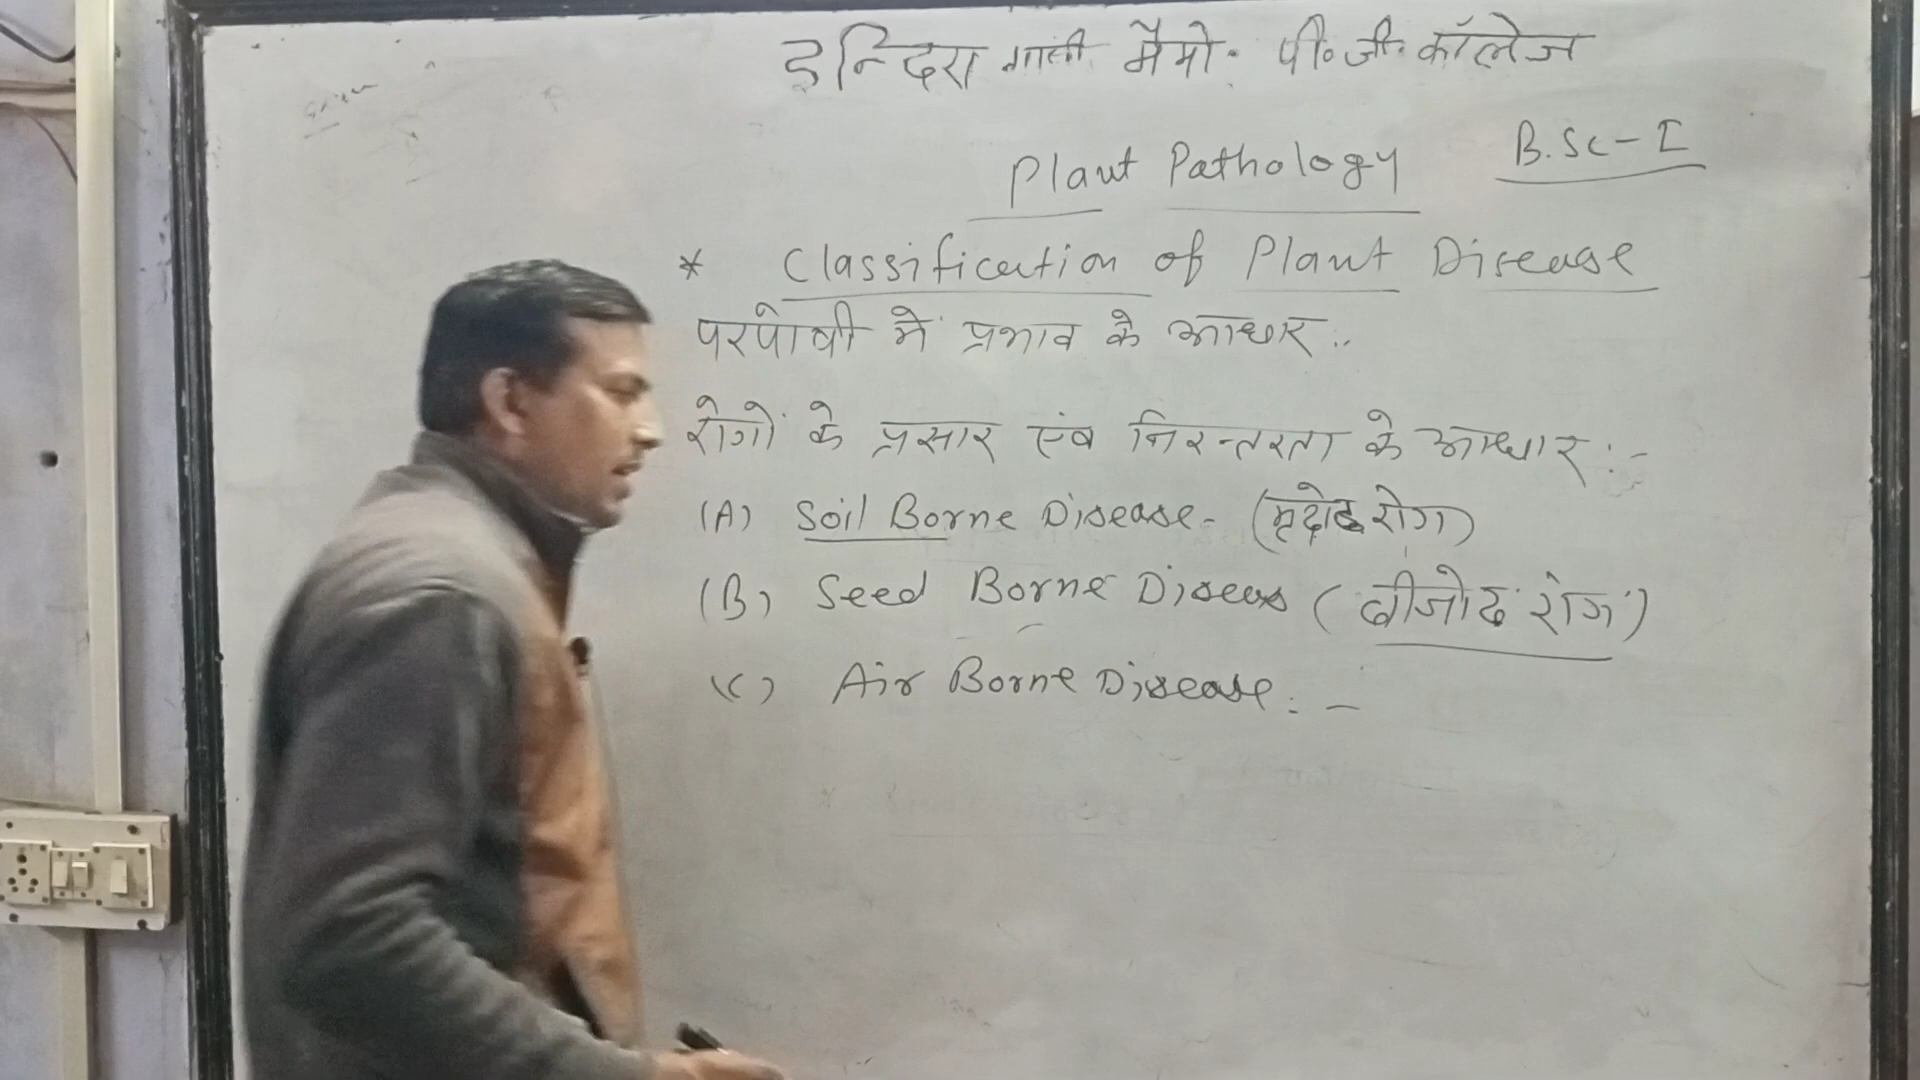 इन्दिरा गांधी मैमो. पी.जी. कॉलेज
Plant Pathology B.Sc-I
* Classification of Plant Disease
परपोषी में प्रभाव के आधार :.
रोगों के प्रसार एंव निरन्तरता के आधार :-
(A) Soil Borne Disease - (मृदोढ रोग)
(B) Seed Borne Diseas (बीजोढ रोग)
(C) Air Borne Disease : -